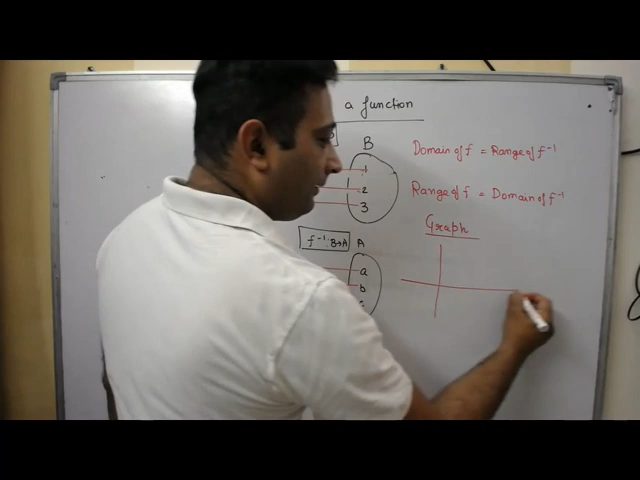 a function
B
1
2
3
Domain of f = Range of f⁻¹
Range of f = Domain of f⁻¹
Graph
f⁻¹: B→A
A
a
b